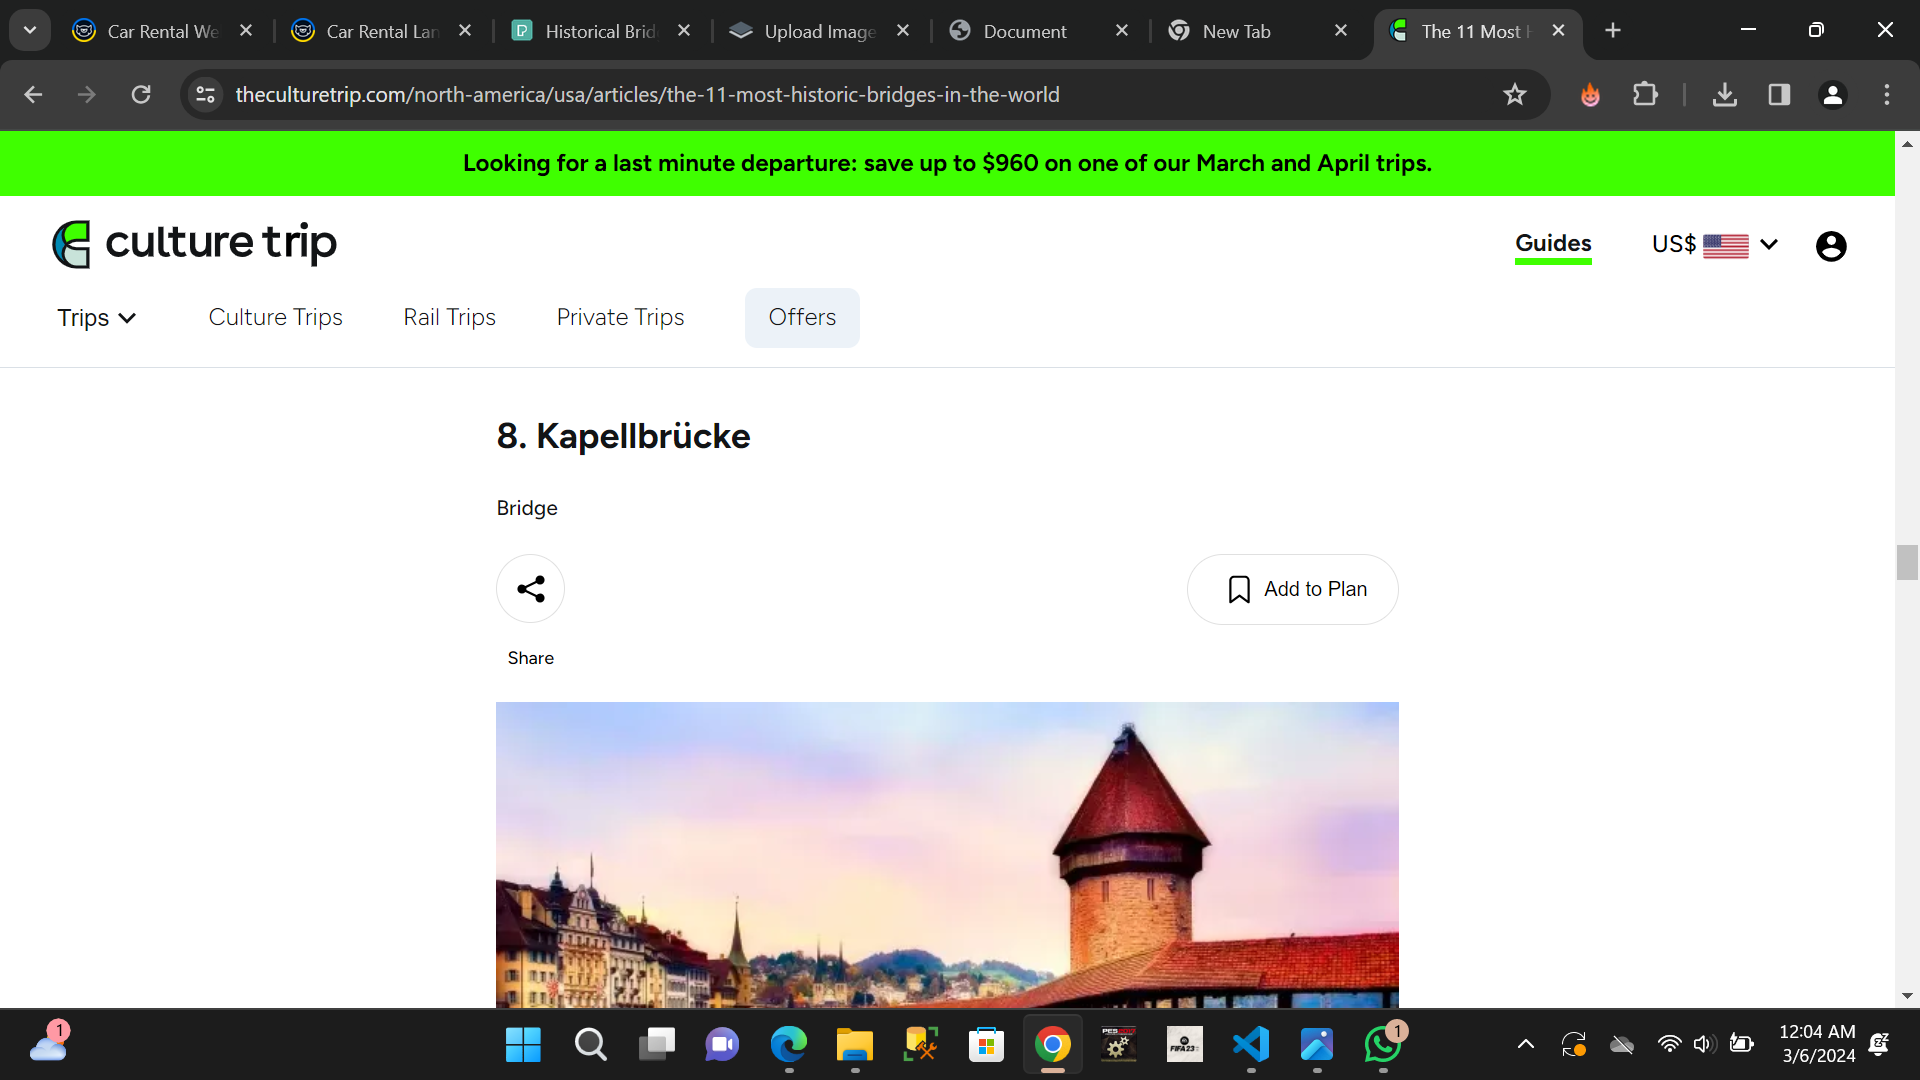 Car Rental We
Car Rental Lan
Historical Brid
Upload Image
Document
New Tab
The 11 Most H
theculturetrip.com/north-america/usa/articles/the-11-most-historic-bridges-in-the-world
Looking for a last minute departure: save up to $960 on one of our March and April trips.
culture trip
Guides
US$
Trips
Culture Trips
Rail Trips
Private Trips
Offers
8. Kapellbrücke
Bridge
Add to Plan
Share
1
FIFA 23
1
12:04 AM
3/6/2024